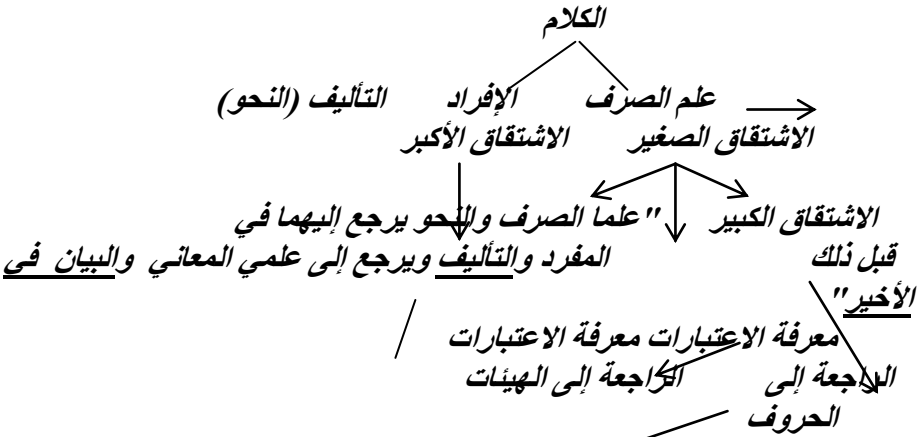 الكلام
علم الصرف الإفراد التأليف (النحو)
الاشتقاق الصغير الاشتقاق الأكبر
الاشتقاق الكبير "علما الصرف والنحو يرجع إليهما في
قبل ذلك المفرد والتأليف ويرجع إلى علمي المعاني والبيان في
الأخير"
معرفة الاعتبارات معرفة الاعتبارات
الراجعة إلى الراجعة إلى الهيئات
الحروف